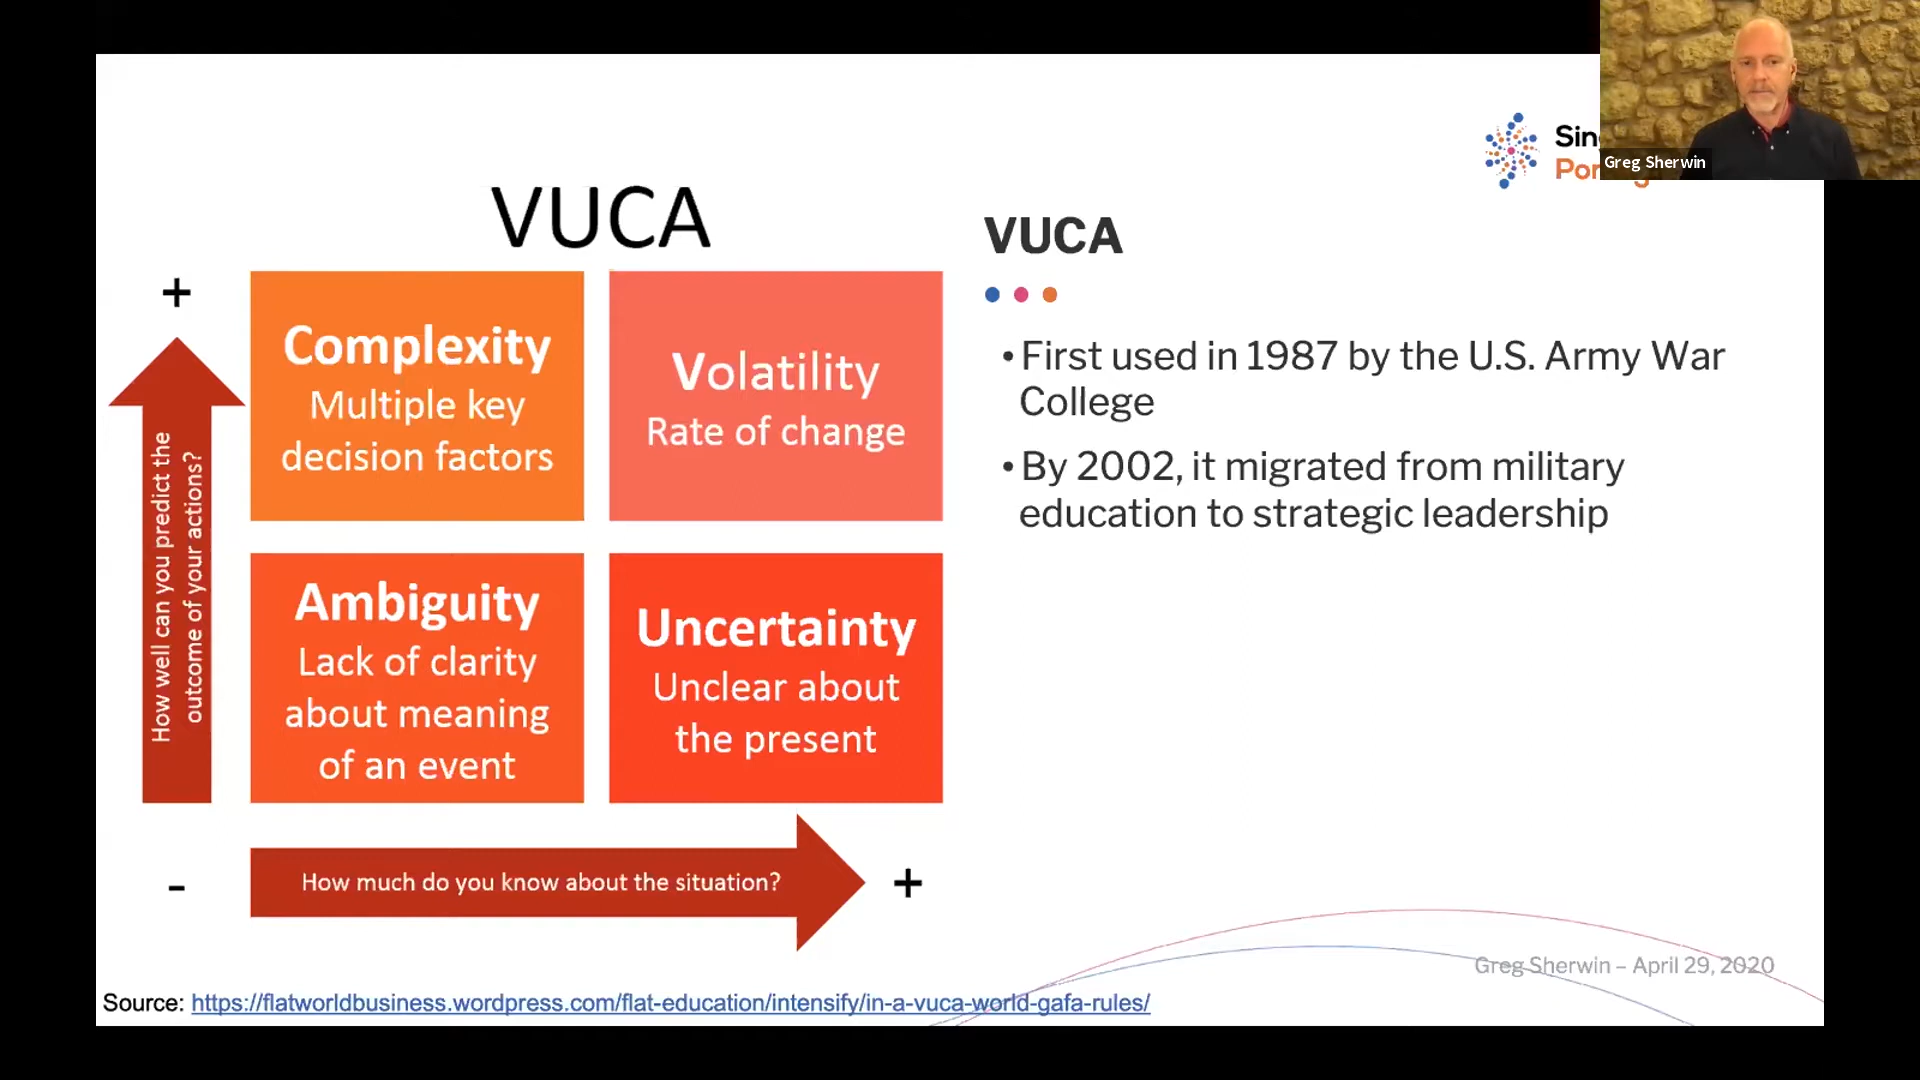 Greg Sherwin
VUCA
+
Complexity
Multiple key
decision factors
Volatility
Rate of change
Ambiguity
Lack of clarity
about meaning
of an event
Uncertainty
Unclear about
the present
How well can you predict the
outcome of your actions?
-
How much do you know about the situation?
+
VUCA
• First used in 1987 by the U.S. Army War
College
• By 2002, it migrated from military
education to strategic leadership
Greg Sherwin – April 29, 2020
Source: https://flatworldbusiness.wordpress.com/flat-education/intensify/in-a-vuca-world-gafa-rules/